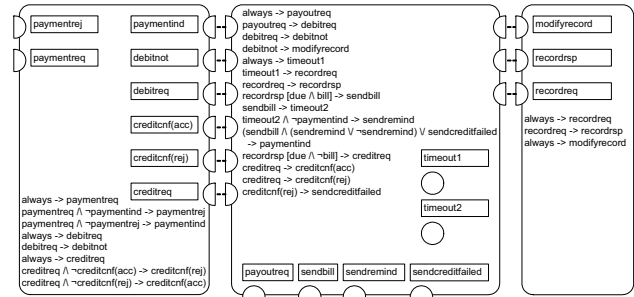 paymentrej
paymentind
paymentreq
debitnot
debitreq
creditcnf(acc)
creditcnf(rej)
creditreq
always -> paymentreq
paymentreq /\ ¬paymentind -> paymentrej
paymentreq /\ ¬paymentrej -> paymentind
always -> debitreq
debitreq -> debitnot
always -> creditreq
creditreq /\ ¬creditcnf(acc) -> creditcnf(rej)
creditreq /\ ¬creditcnf(rej) -> creditcnf(acc)
always -> payoutreq
payoutreq -> debitreq
debitreq -> debitnot
debitnot -> modifyrecord
always -> timeout1
timeout1 -> recordreq
recordreq -> recordrsp
recordrsp [due /\ bill] -> sendbill
sendbill -> timeout2
timeout2 /\ ¬paymentind -> sendremind
(sendbill /\ (sendremind \/ ¬sendremind) \/ sendcreditfailed
-> paymentind
recordrsp [due /\ ¬bill] -> creditreq
creditreq -> creditcnf(acc)
creditreq -> creditcnf(rej)
creditcnf(rej) -> sendcreditfailed
timeout1
timeout2
payoutreq
sendbill
sendremind
sendcreditfailed
modifyrecord
recordrsp
recordreq
always -> recordreq
recordreq -> recordrsp
always -> modifyrecord